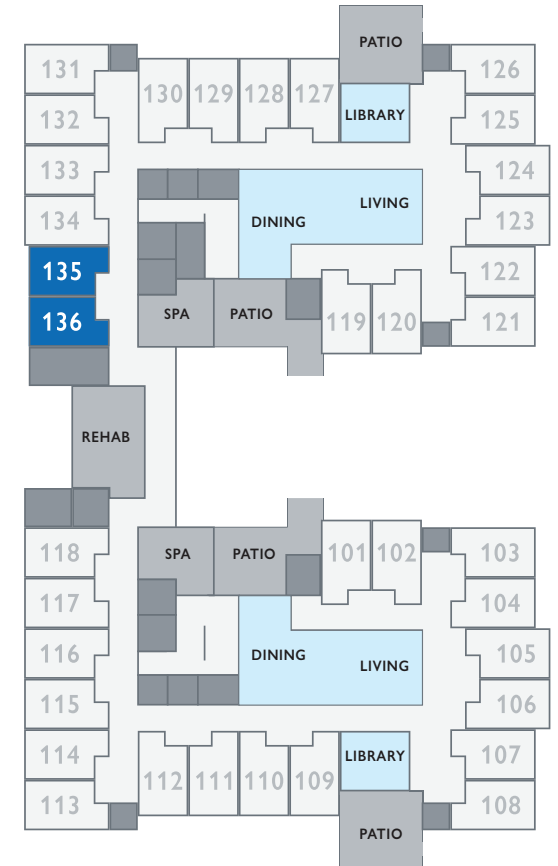 PATIO
131
126
130
129
128
127
LIBRARY
132
125
133
124
134
DINING
LIVING
123
135
122
136
SPA
PATIO
119
120
121
REHAB
118
SPA
PATIO
101
102
103
117
104
116
DINING
LIVING
105
115
106
114
LIBRARY
107
112
111
110
109
113
108
PATIO